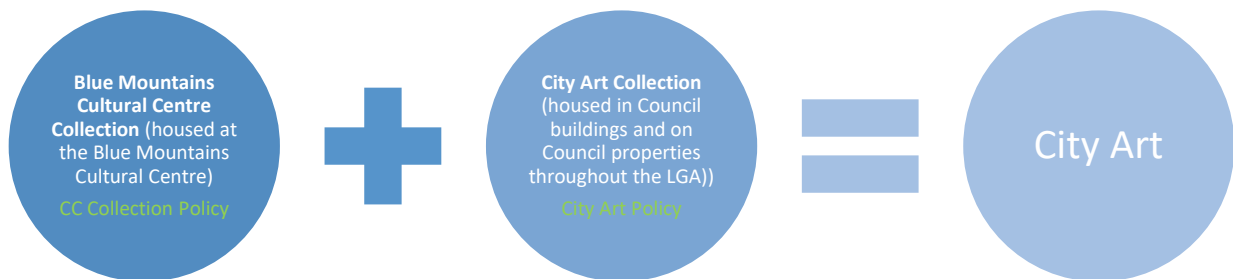 Blue Mountains
Cultural Centre
Collection (housed at
the Blue Mountains
Cultural Centre)
CC Collection Policy
City Art Collection
(housed in Council
buildings and on
Council properties
throughout the LGA))
City Art Policy
City Art